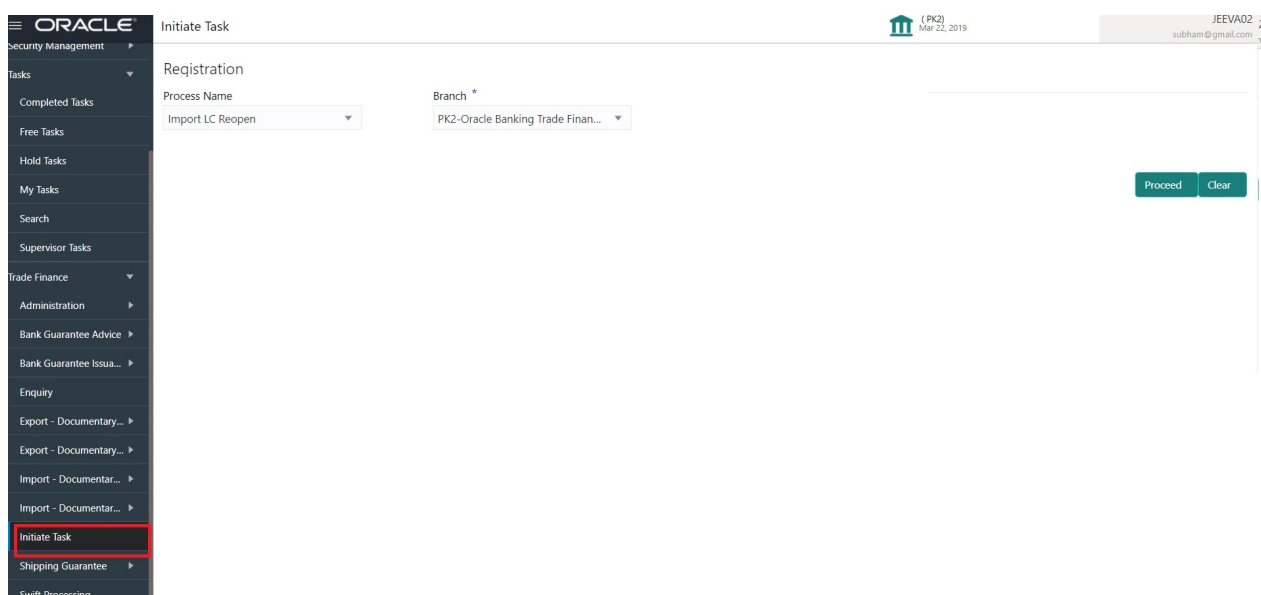 ORACLE
Initiate Task
( PK2)
Mar 22, 2019
JEEVA02
subham@gmail.com
Security Management
Tasks
Completed Tasks
Free Tasks
Hold Tasks
My Tasks
Search
Supervisor Tasks
Trade Finance
Administration
Bank Guarantee Advice
Bank Guarantee Issua...
Enquiry
Export - Documentary...
Export - Documentary...
Import - Documentar...
Import - Documentar...
Initiate Task
Shipping Guarantee
Swift Processing
Registration
Process Name
Branch *
Import LC Reopen
PK2-Oracle Banking Trade Finan...
Proceed
Clear